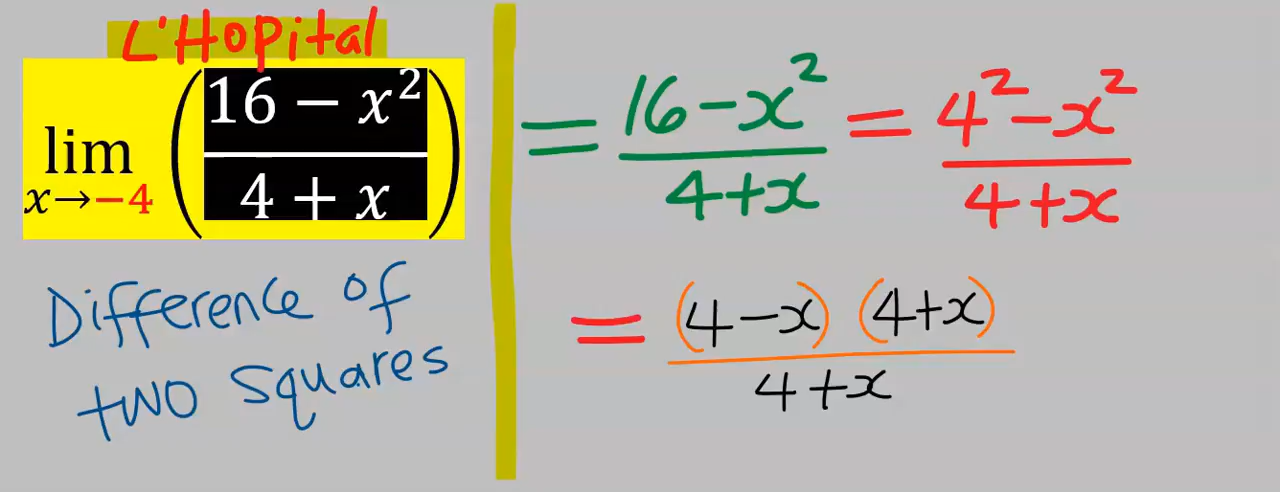 L'Hopital
lim x→-4 (16 − x² / 4 + x)
Difference of
two squares
= 16 − x² / 4 + x = 4² − x² / 4 + x
= (4 − x) (4 + x) / 4 + x